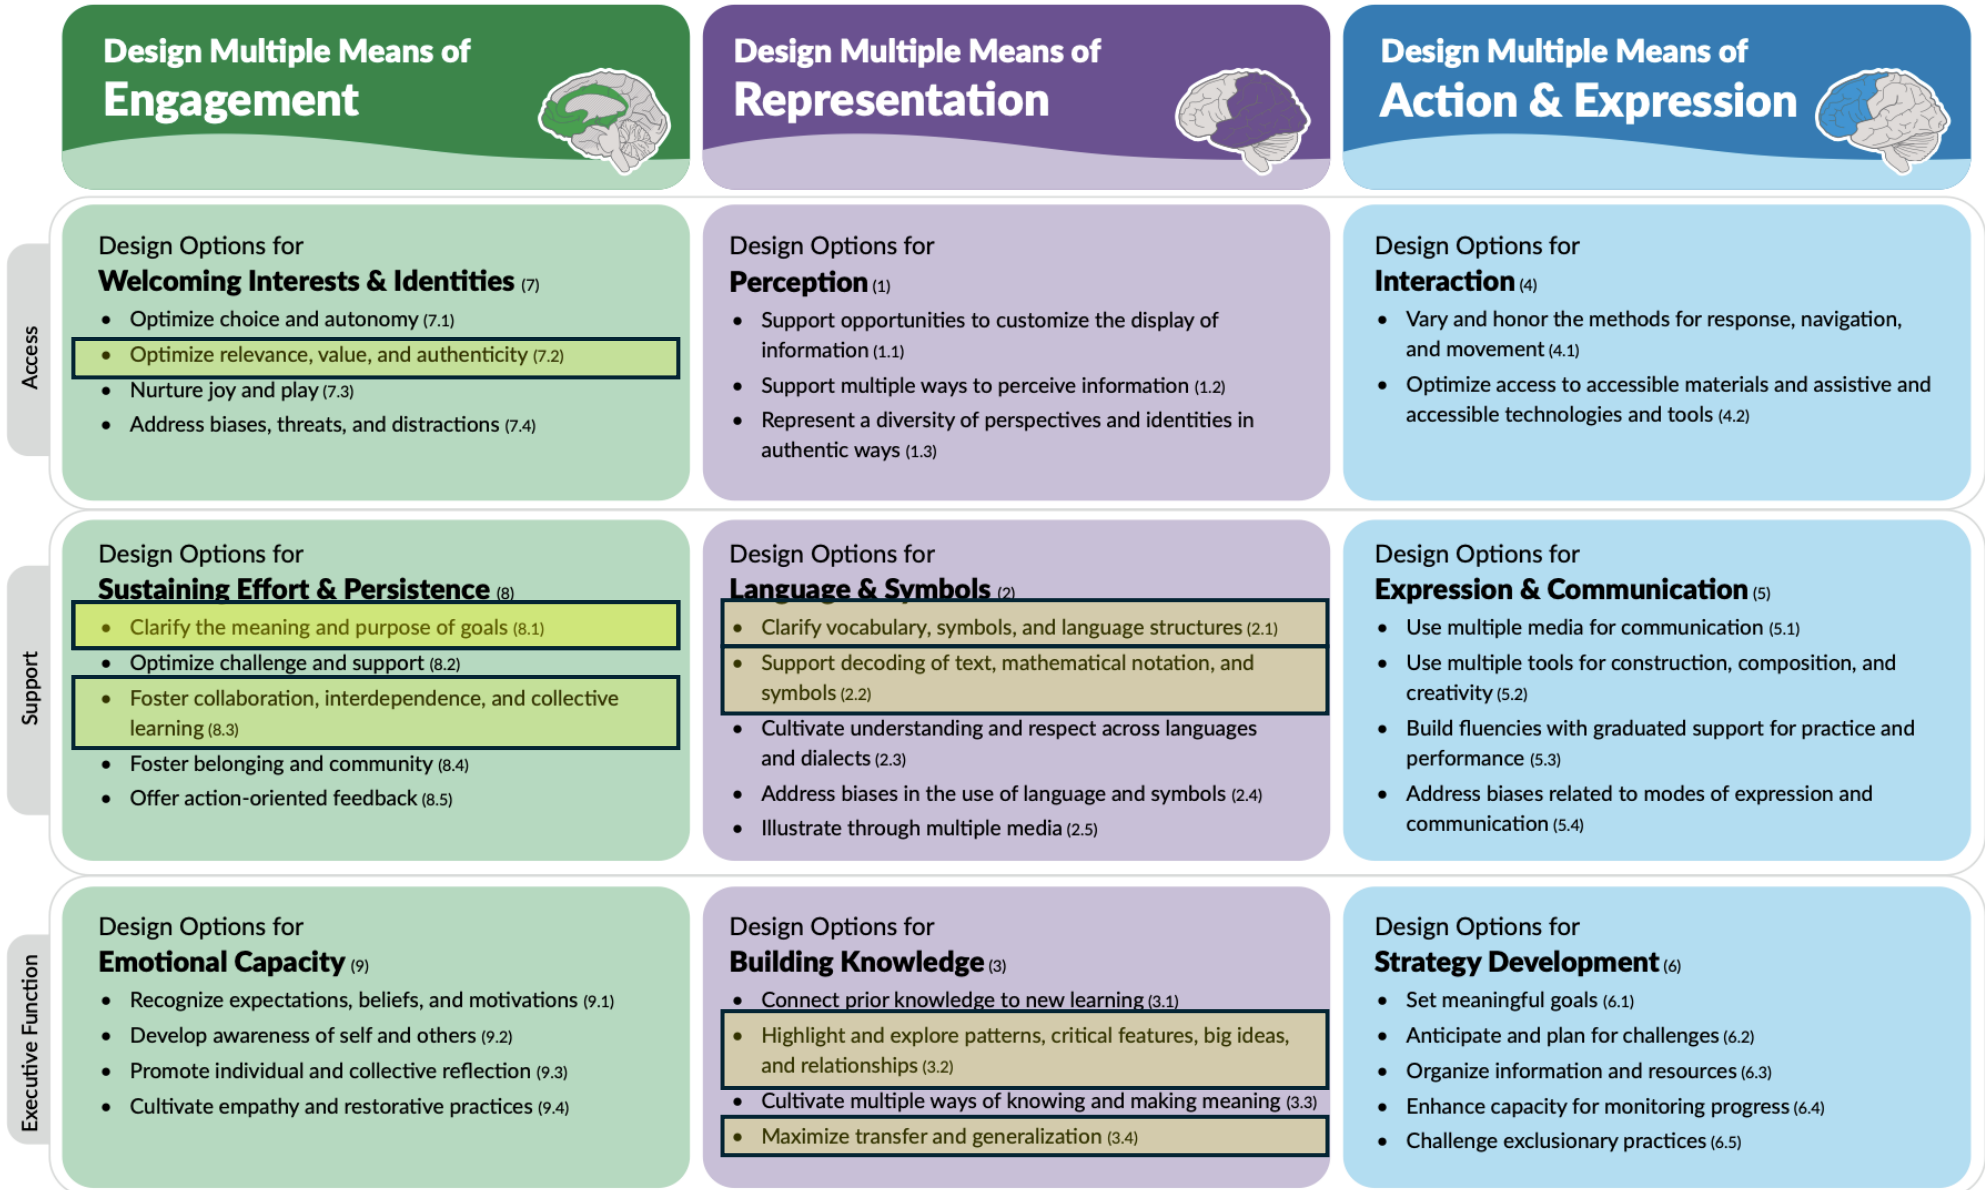 Design Multiple Means of
Engagement
Design Multiple Means of
Representation
Design Multiple Means of
Action & Expression
Access
Design Options for
Welcoming Interests & Identities (7)
• Optimize choice and autonomy (7.1)
• Optimize relevance, value, and authenticity (7.2)
• Nurture joy and play (7.3)
• Address biases, threats, and distractions (7.4)
Design Options for
Perception (1)
• Support opportunities to customize the display of
information (1.1)
• Support multiple ways to perceive information (1.2)
• Represent a diversity of perspectives and identities in
authentic ways (1.3)
Design Options for
Interaction (4)
• Vary and honor the methods for response, navigation,
and movement (4.1)
• Optimize access to accessible materials and assistive and
accessible technologies and tools (4.2)
Support
Design Options for
Sustaining Effort & Persistence (8)
• Clarify the meaning and purpose of goals (8.1)
• Optimize challenge and support (8.2)
• Foster collaboration, interdependence, and collective
learning (8.3)
• Foster belonging and community (8.4)
• Offer action-oriented feedback (8.5)
Design Options for
Language & Symbols (2)
• Clarify vocabulary, symbols, and language structures (2.1)
• Support decoding of text, mathematical notation, and
symbols (2.2)
• Cultivate understanding and respect across languages
and dialects (2.3)
• Address biases in the use of language and symbols (2.4)
• Illustrate through multiple media (2.5)
Design Options for
Expression & Communication (5)
• Use multiple media for communication (5.1)
• Use multiple tools for construction, composition, and
creativity (5.2)
• Build fluencies with graduated support for practice and
performance (5.3)
• Address biases related to modes of expression and
communication (5.4)
Executive Function
Design Options for
Emotional Capacity (9)
• Recognize expectations, beliefs, and motivations (9.1)
• Develop awareness of self and others (9.2)
• Promote individual and collective reflection (9.3)
• Cultivate empathy and restorative practices (9.4)
Design Options for
Building Knowledge (3)
• Connect prior knowledge to new learning (3.1)
• Highlight and explore patterns, critical features, big ideas,
and relationships (3.2)
• Cultivate multiple ways of knowing and making meaning (3.3)
• Maximize transfer and generalization (3.4)
Design Options for
Strategy Development (6)
• Set meaningful goals (6.1)
• Anticipate and plan for challenges (6.2)
• Organize information and resources (6.3)
• Enhance capacity for monitoring progress (6.4)
• Challenge exclusionary practices (6.5)